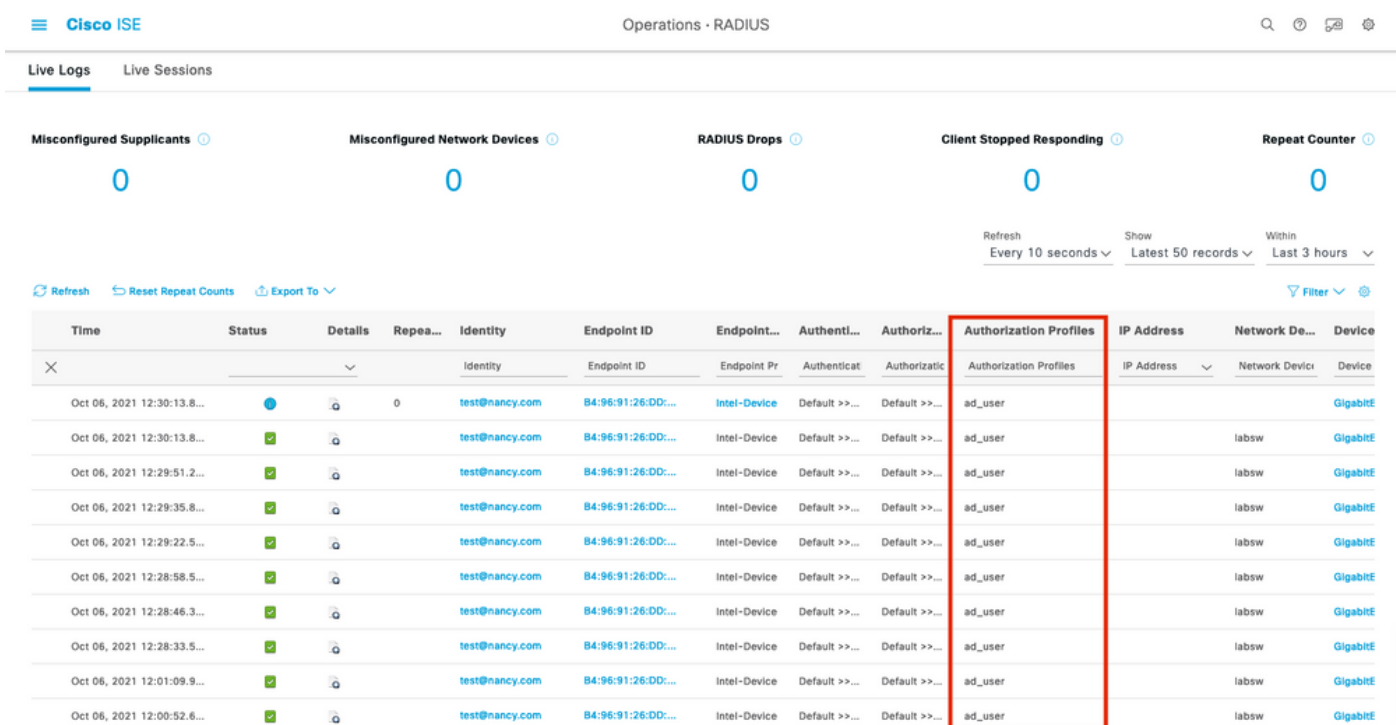 Cisco ISE Operations · RADIUS
Live Logs Live Sessions
Misconfigured Supplicants Misconfigured Network Devices RADIUS Drops Client Stopped Responding Repeat Counter
0 0 0 0 0
Refresh Show Within
Every 10 seconds Latest 50 records Last 3 hours
Refresh Reset Repeat Counts Export To Filter
Time Status Details Repea... Identity Endpoint ID Endpoint... Authenti... Authoriz... Authorization Profiles IP Address Network De... Device
Identity Endpoint ID Endpoint Pr Authenticati Authorizatic Authorization Profiles IP Address Network Device Device
Oct 06, 2021 12:30:13.8... 0 test@nancy.com B4:96:91:26:DD:... Intel-Device Default >>... Default >>... ad_user GigabitE
Oct 06, 2021 12:30:13.8... test@nancy.com B4:96:91:26:DD:... Intel-Device Default >>... Default >>... ad_user labsw GigabitE
Oct 06, 2021 12:29:51.2... test@nancy.com B4:96:91:26:DD:... Intel-Device Default >>... Default >>... ad_user labsw GigabitE
Oct 06, 2021 12:29:35.8... test@nancy.com B4:96:91:26:DD:... Intel-Device Default >>... Default >>... ad_user labsw GigabitE
Oct 06, 2021 12:29:22.5... test@nancy.com B4:96:91:26:DD:... Intel-Device Default >>... Default >>... ad_user labsw GigabitE
Oct 06, 2021 12:28:58.5... test@nancy.com B4:96:91:26:DD:... Intel-Device Default >>... Default >>... ad_user labsw GigabitE
Oct 06, 2021 12:28:46.3... test@nancy.com B4:96:91:26:DD:... Intel-Device Default >>... Default >>... ad_user labsw GigabitE
Oct 06, 2021 12:28:33.5... test@nancy.com B4:96:91:26:DD:... Intel-Device Default >>... Default >>... ad_user labsw GigabitE
Oct 06, 2021 12:01:09.9... test@nancy.com B4:96:91:26:DD:... Intel-Device Default >>... Default >>... ad_user labsw GigabitE
Oct 06, 2021 12:00:52.6... test@nancy.com B4:96:91:26:DD:... Intel-Device Default >>... Default >>... ad_user labsw GigabitE